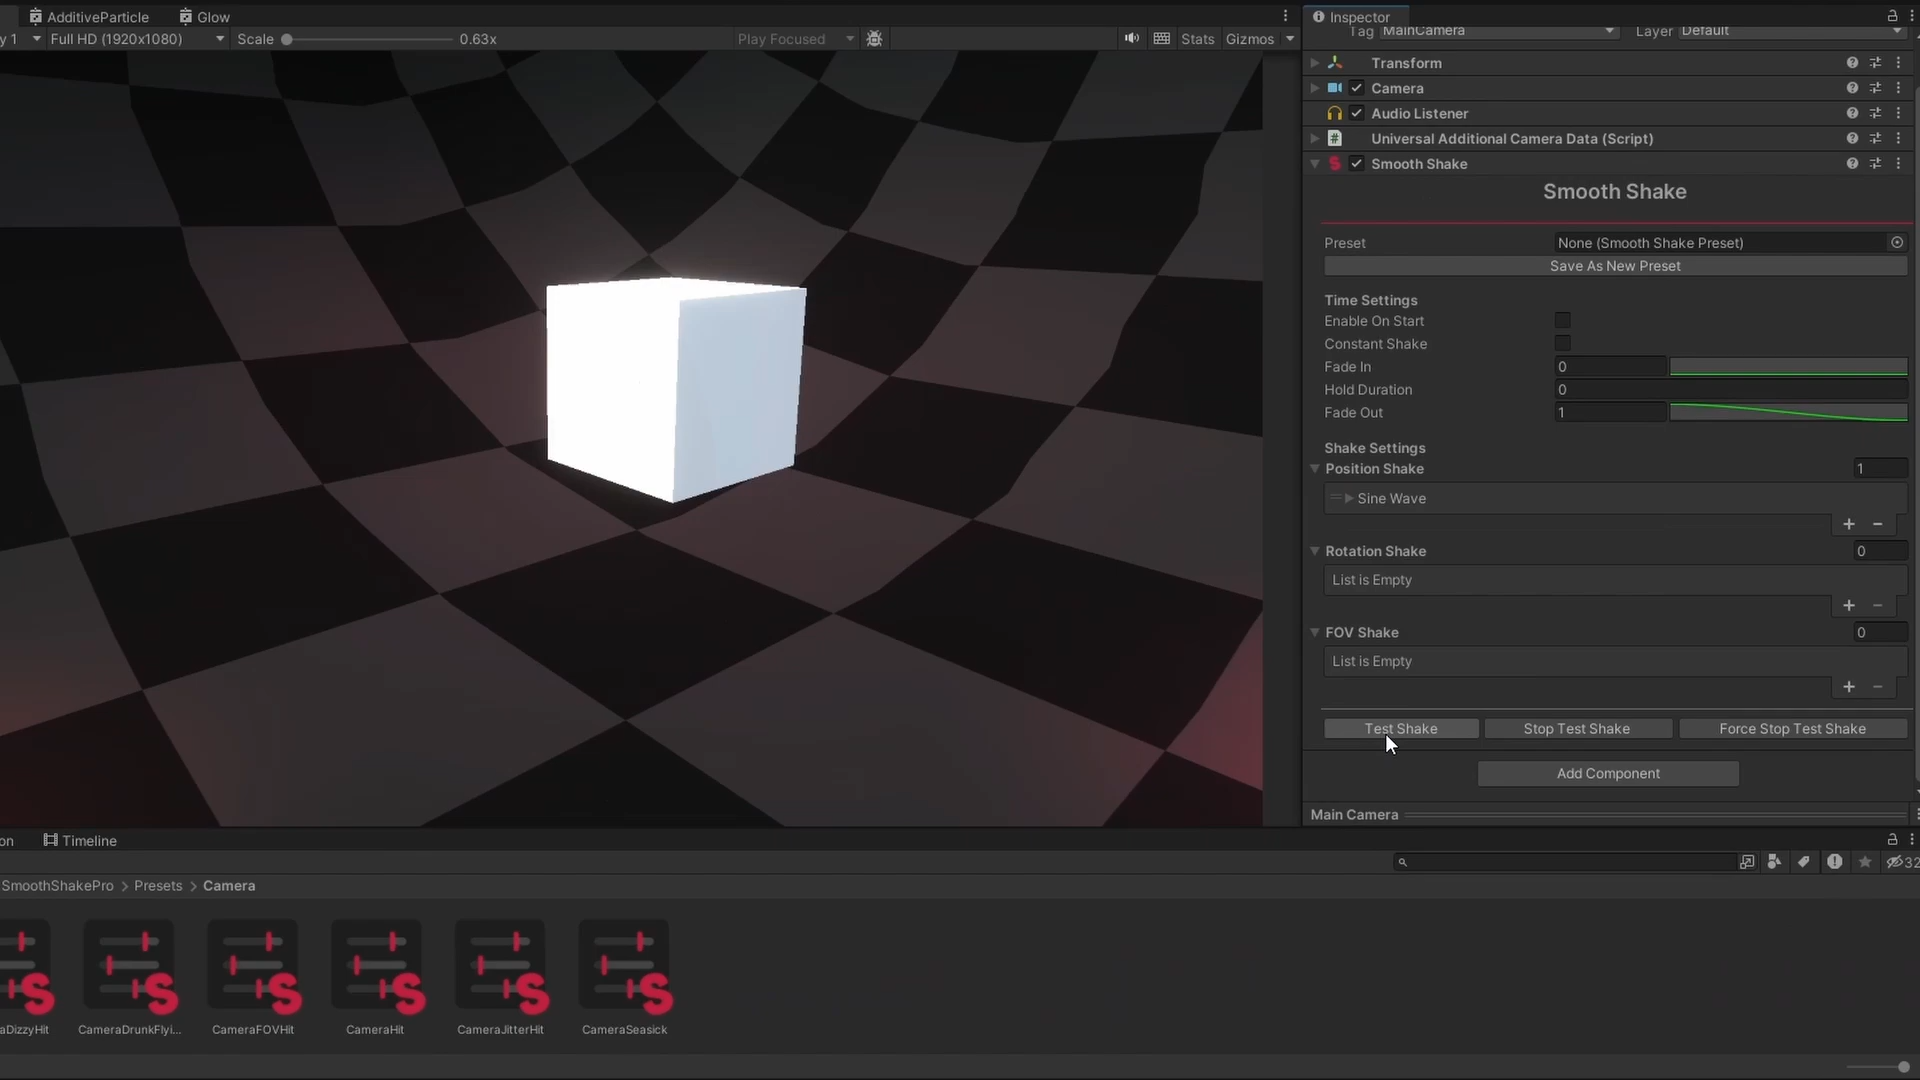 AdditiveParticle Glow Inspector
y 1 Full HD (1920x1080) Scale 0.63x Play Focused Stats Gizmos
Tag MainCamera Layer Default
Transform
Camera
Audio Listener
# Universal Additional Camera Data (Script)
Smooth Shake
Smooth Shake
Preset None (Smooth Shake Preset)
Save As New Preset
Time Settings
Enable On Start
Constant Shake
Fade In 0
Hold Duration 0
Fade Out 1
Shake Settings
Position Shake 1
Sine Wave
+ −
Rotation Shake 0
List is Empty
+ −
FOV Shake 0
List is Empty
+ −
Test Shake Stop Test Shake Force Stop Test Shake
Add Component
Main Camera
on Timeline
32
SmoothShakePro > Presets > Camera
aDizzyHit CameraDrunkFlyi... CameraFOVHit CameraHit CameraJitterHit CameraSeasick